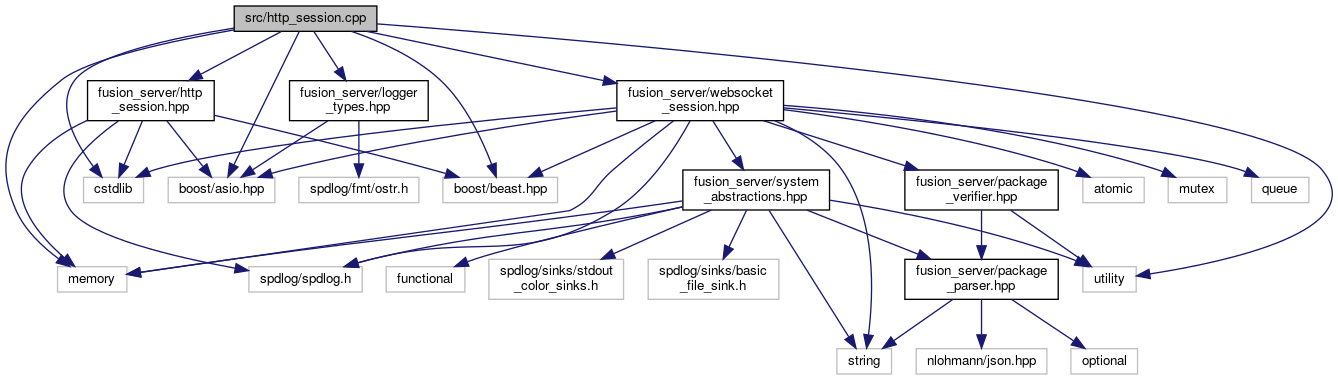 src/http_session.cpp
fusion_server/http
_session.hpp
fusion_server/logger
_types.hpp
fusion_server/websocket
_session.hpp
cstdlib
boost/asio.hpp
spdlog/fmt/ostr.h
boost/beast.hpp
fusion_server/system
_abstractions.hpp
fusion_server/package
_verifier.hpp
atomic
mutex
queue
memory
spdlog/spdlog.h
functional
spdlog/sinks/stdout
_color_sinks.h
spdlog/sinks/basic
_file_sink.h
fusion_server/package
_parser.hpp
utility
string
nlohmann/json.hpp
optional